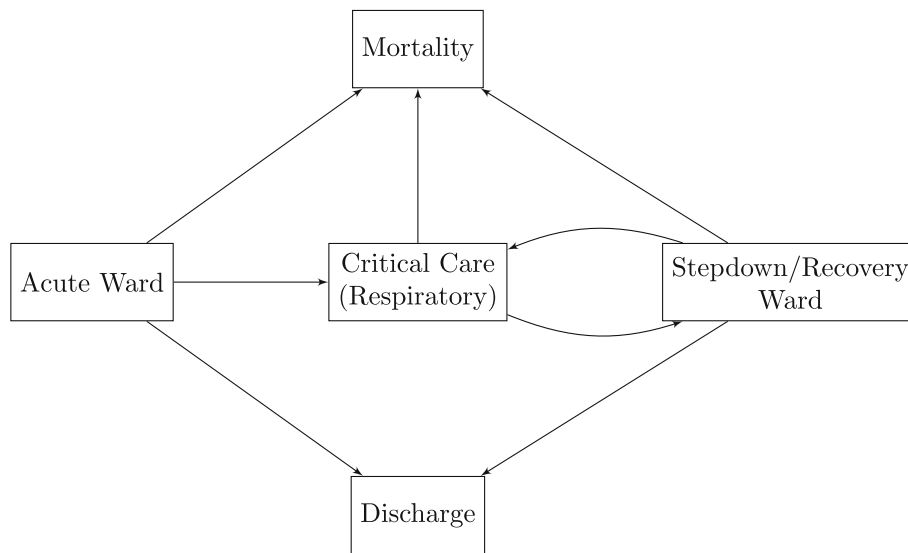 Mortality
Acute Ward
Critical Care
(Respiratory)
Stepdown/Recovery
Ward
Discharge